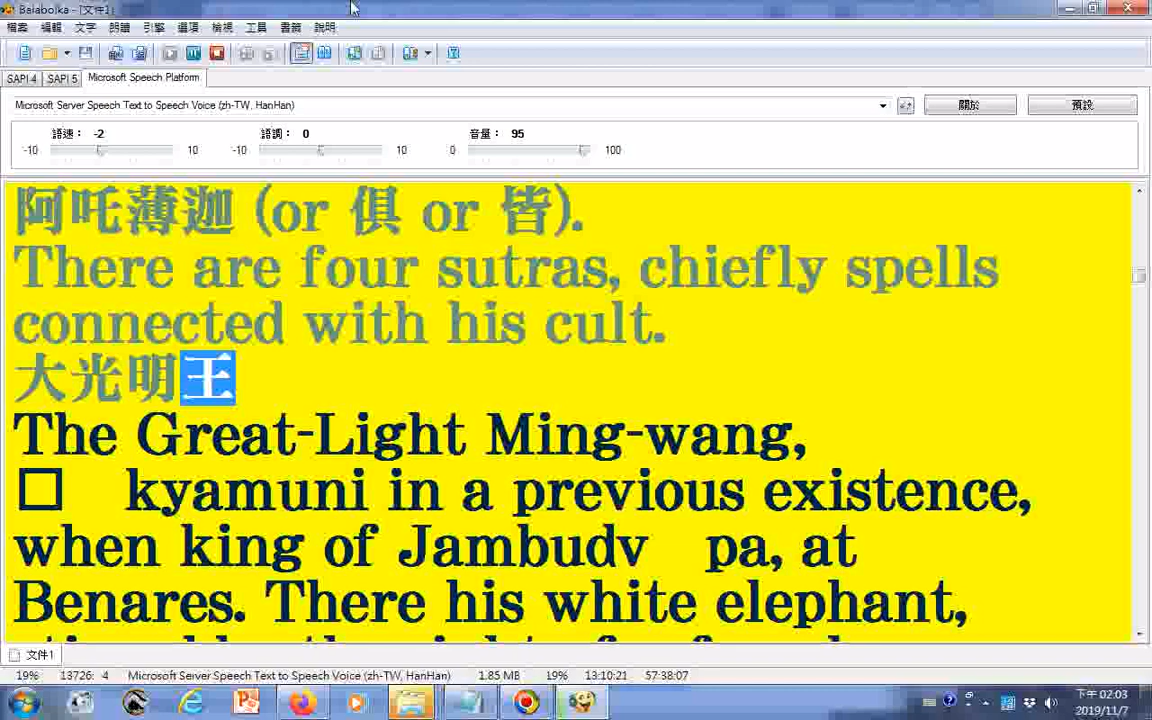 Balabolka - [文件1]
檔案 編輯 文字 朗讀 引擎 選項 檢視 工具 書籤 說明
SAPI 4 SAPI 5 Microsoft Speech Platform
Microsoft Server Speech Text to Speech Voice (zh-TW, HanHan) 關於 預設
語速： -2 語調： 0 音量： 95
-10 10 -10 10 0 100
阿吒薄迦 (or 俱 or 皆).
There are four sutras, chiefly spells
connected with his cult.
大光明王
The Great-Light Ming-wang,
□ kyamuni in a previous existence,
when king of Jambudv pa, at
Benares. There his white elephant,
文件1
19% 13726: 4 Microsoft Server Speech Text to Speech Voice (zh-TW, HanHan) 1.85 MB 19% 13:10:21 57:38:07
下午 02:03
2019/11/7